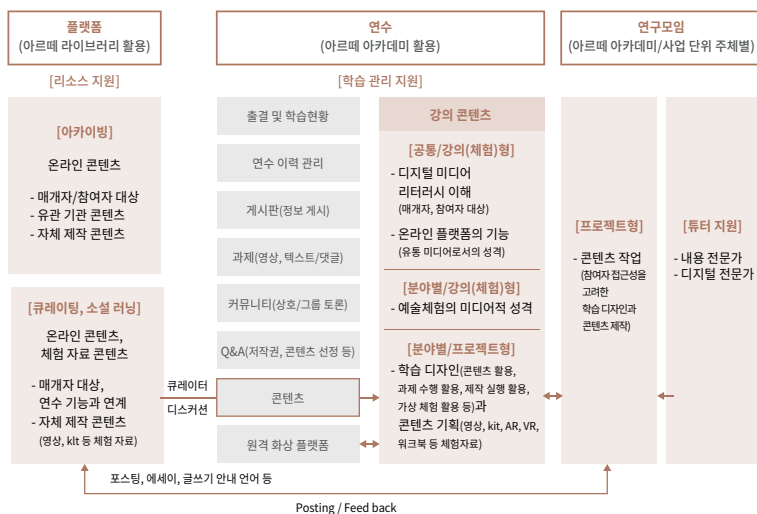 플랫폼
(아르떼 라이브러리 활용)
연수
(아르떼 아카데미 활용)
연구모임
(아르떼 아카데미/사업 단위 주체별)
[리소스 지원]
[학습 관리 지원]
[아카이빙]
온라인 콘텐츠
- 매개자/참여자 대상
- 유관 기관 콘텐츠
- 자체 제작 콘텐츠
[큐레이팅, 소셜 러닝]
온라인 콘텐츠,
체험 자료 콘텐츠
- 매개자 대상,
연수 기능과 연계
- 자체 제작 콘텐츠
(영상, klt 등 체험 자료)
큐레이터
디스커션
출결 및 학습현황
연수 이력 관리
게시판(정보 게시)
과제(영상, 텍스트/댓글)
커뮤니티(상호/그룹 토론)
Q&A(저작권, 콘텐츠 선정 등)
콘텐츠
원격 화상 플랫폼
강의 콘텐츠
[공통/강의(체험)형]
- 디지털 미디어
리터러시 이해
(매개자, 참여자 대상)
- 온라인 플랫폼의 기능
(유통 미디어로서의 성격)
[분야별/강의(체험)형]
- 예술체험의 미디어적 성격
[분야별/프로젝트형]
- 학습 디자인(콘텐츠 활용,
과제 수행 활용, 제작 실행 활용,
가상 체험 활용 등)과
콘텐츠 기획(영상, kit, AR, VR,
워크북 등 체험자료)
[프로젝트형]
- 콘텐츠 작업
(참여자 접근성을
고려한
학습 디자인과
콘텐츠 제작)
[튜터 지원]
- 내용 전문가
- 디지털 전문가
포스팅, 에세이, 글쓰기 안내 언어 등
Posting / Feed back